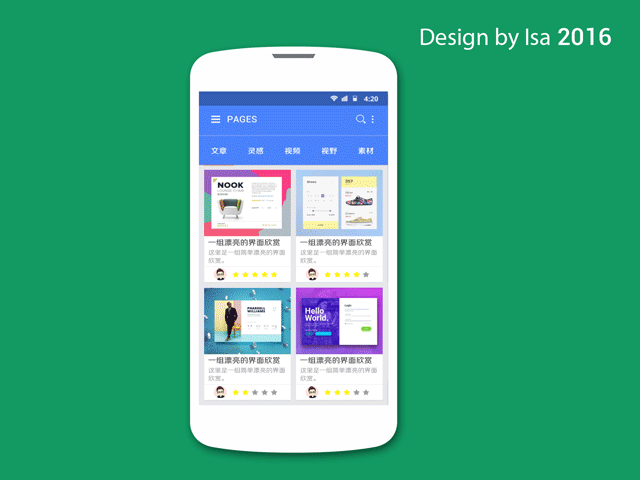 Design by Isa 2016
4:20
PAGES
文章 灵感 视频 视野 素材
NOOK
397
一组漂亮的界面欣赏
这里是一组简单漂亮的界面欣赏。
一组漂亮的界面欣赏
这里是一组简单漂亮的界面欣赏。
PHARRELL
WILLIAMS
Hello
World.
Login
一组漂亮的界面欣赏
这里是一组简单漂亮的界面欣赏。
一组漂亮的界面欣赏
这里是一组简单漂亮的界面欣赏。